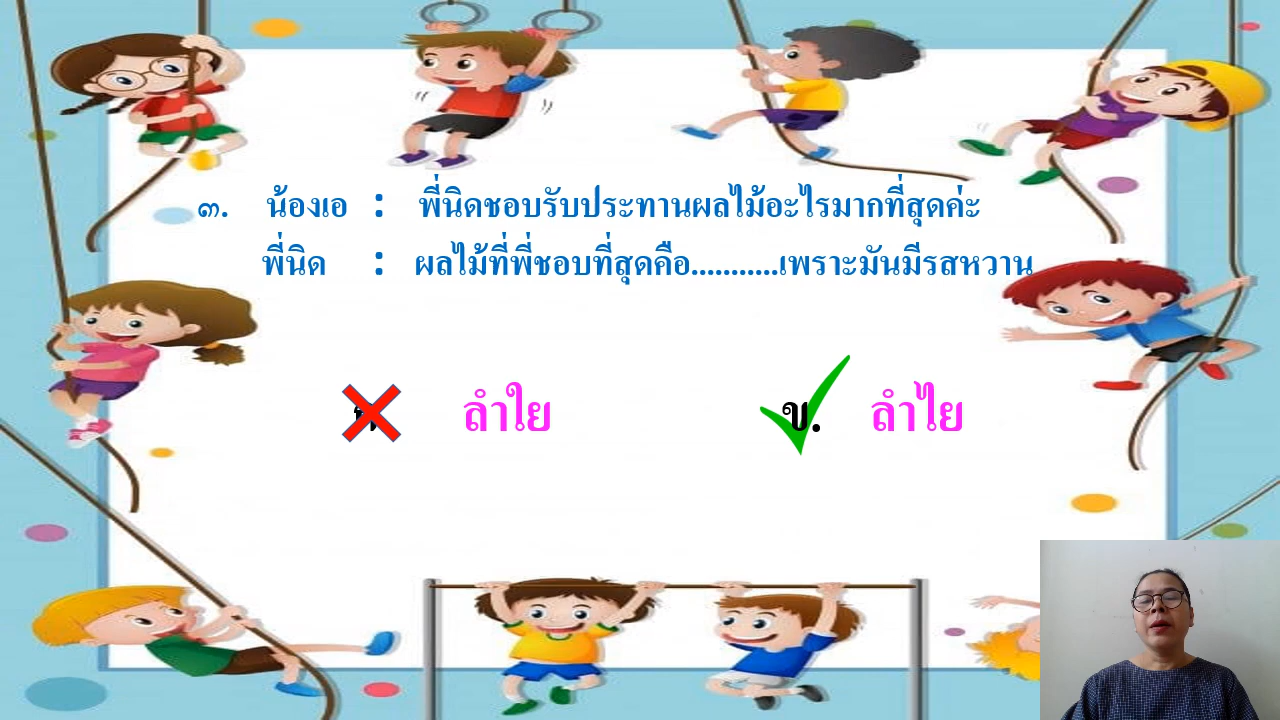 ๓. น้องเอ : พี่นิดชอบรับประทานผลไม้อะไรมากที่สุดค่ะ
พี่นิด : ผลไม้ที่พี่ชอบที่สุดคือ...........เพราะมันมีรสหวาน
ลำใย ข. ลำไย